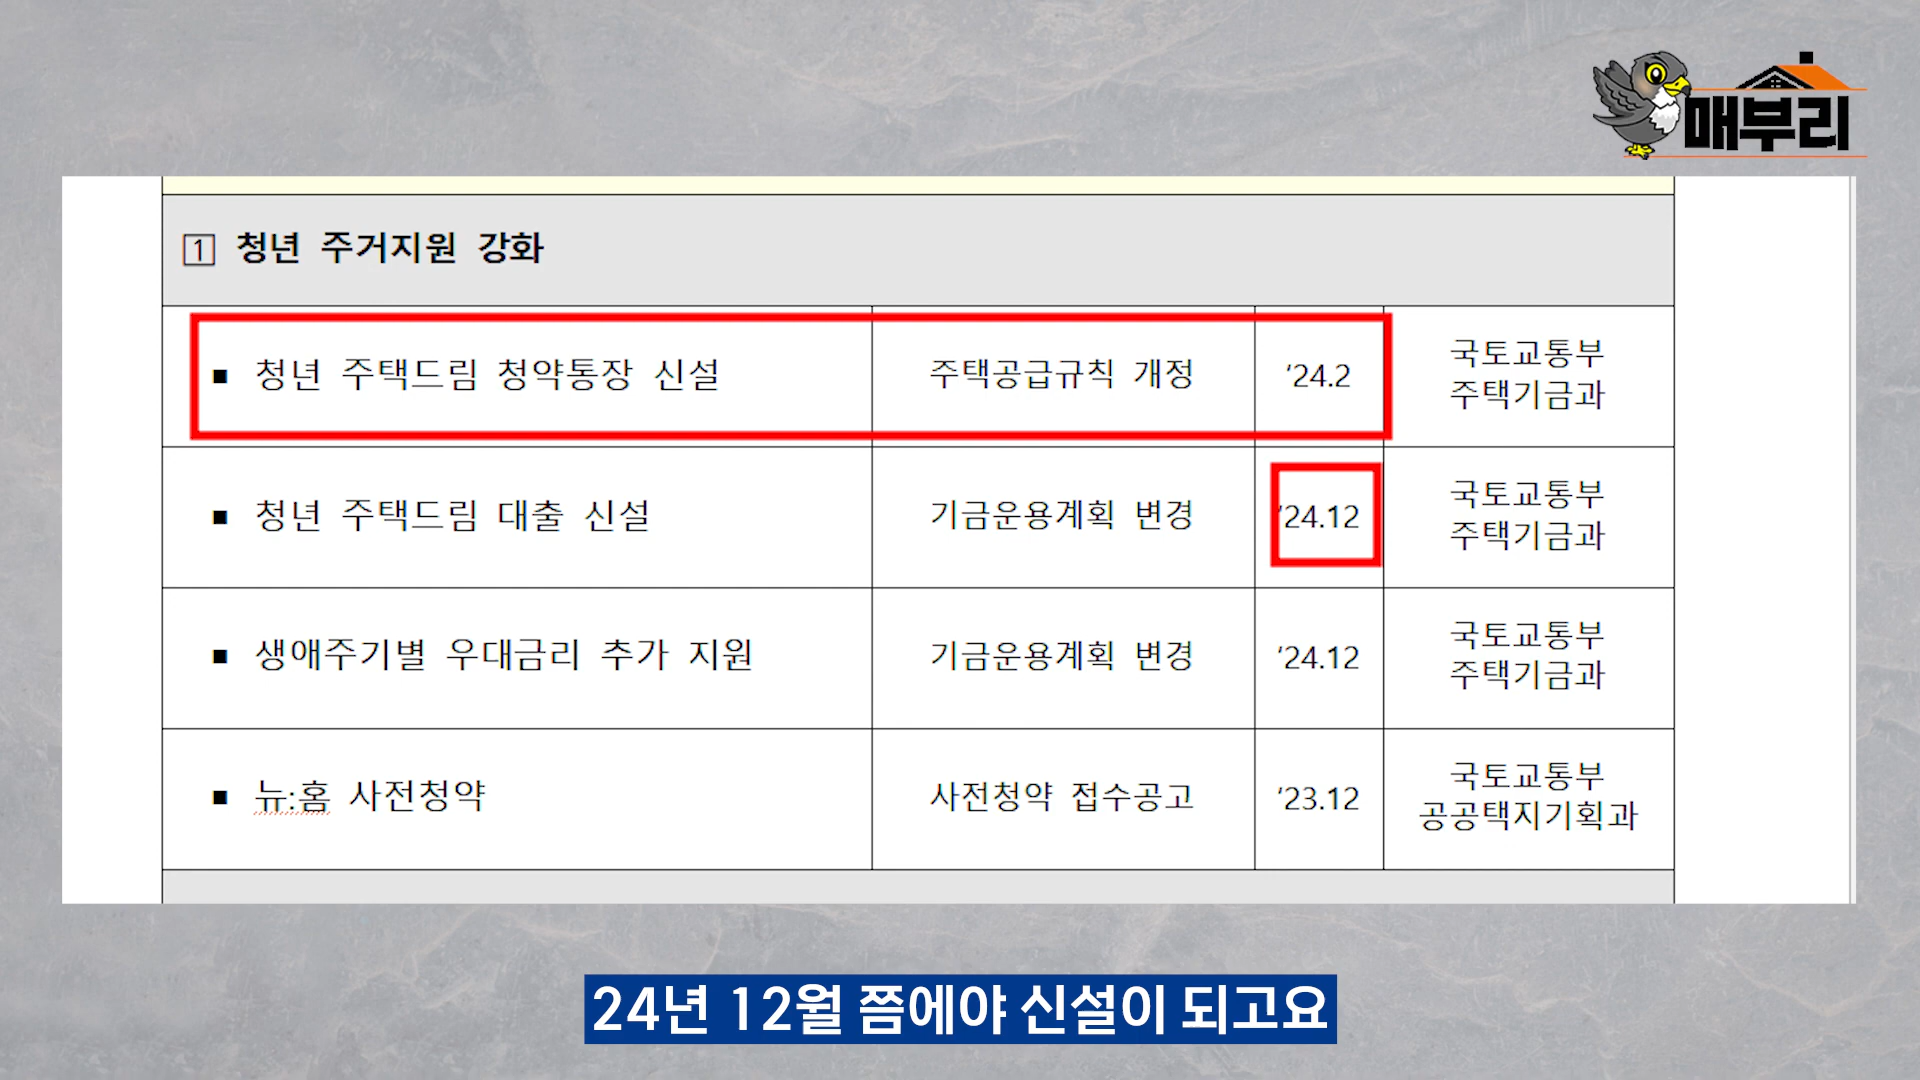 매부리
1 청년 주거지원 강화
■ 청년 주택드림 청약통장 신설 주택공급규칙 개정 ’24.2 국토교통부
주택기금과
■ 청년 주택드림 대출 신설 기금운용계획 변경 ’24.12 국토교통부
주택기금과
■ 생애주기별 우대금리 추가 지원 기금운용계획 변경 ’24.12 국토교통부
주택기금과
■ 뉴:홈 사전청약 사전청약 접수공고 ’23.12 국토교통부
공공택지기획과
24년 12월 쯤에야 신설이 되고요